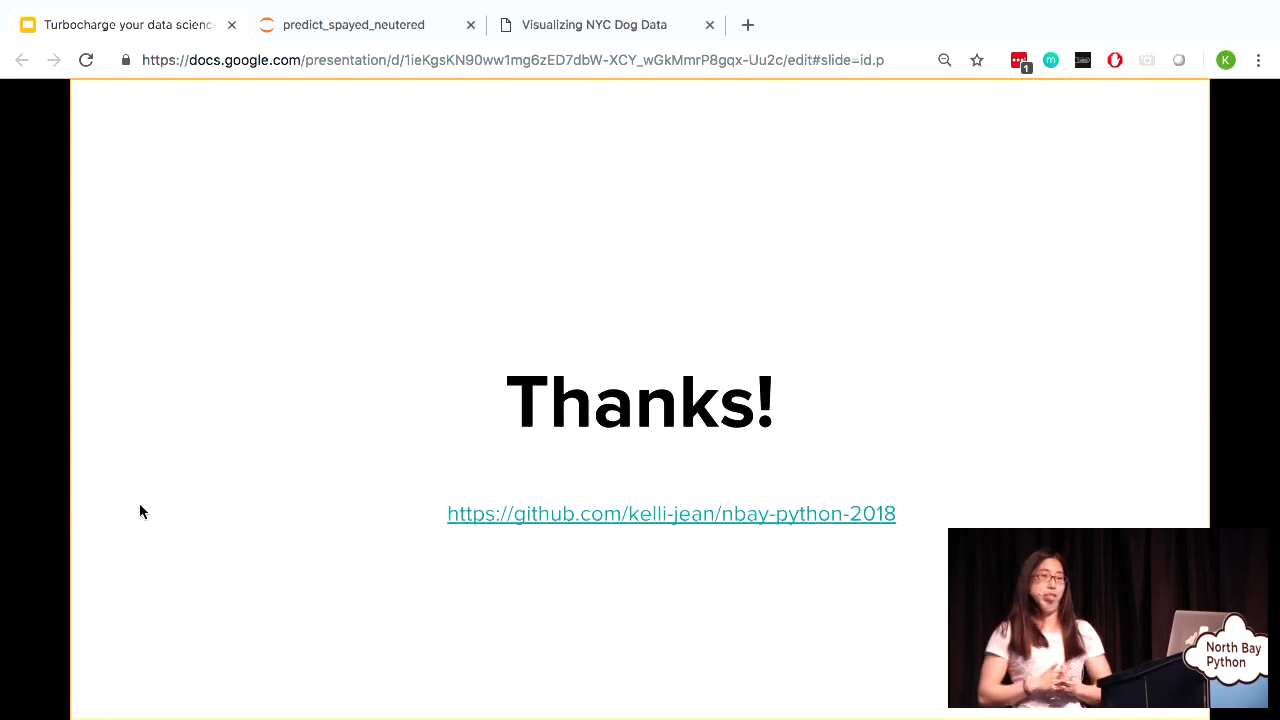 Turbocharge your data scienc
predict_spayed_neutered
Visualizing NYC Dog Data
https://docs.google.com/presentation/d/1ieKgsKN90ww1mg6zED7dbW-XCY_wGkMmrP8gqx-Uu2c/edit#slide=id.p
1
m
K
Thanks!
https://github.com/kelli-jean/nbay-python-2018
North Bay
Python